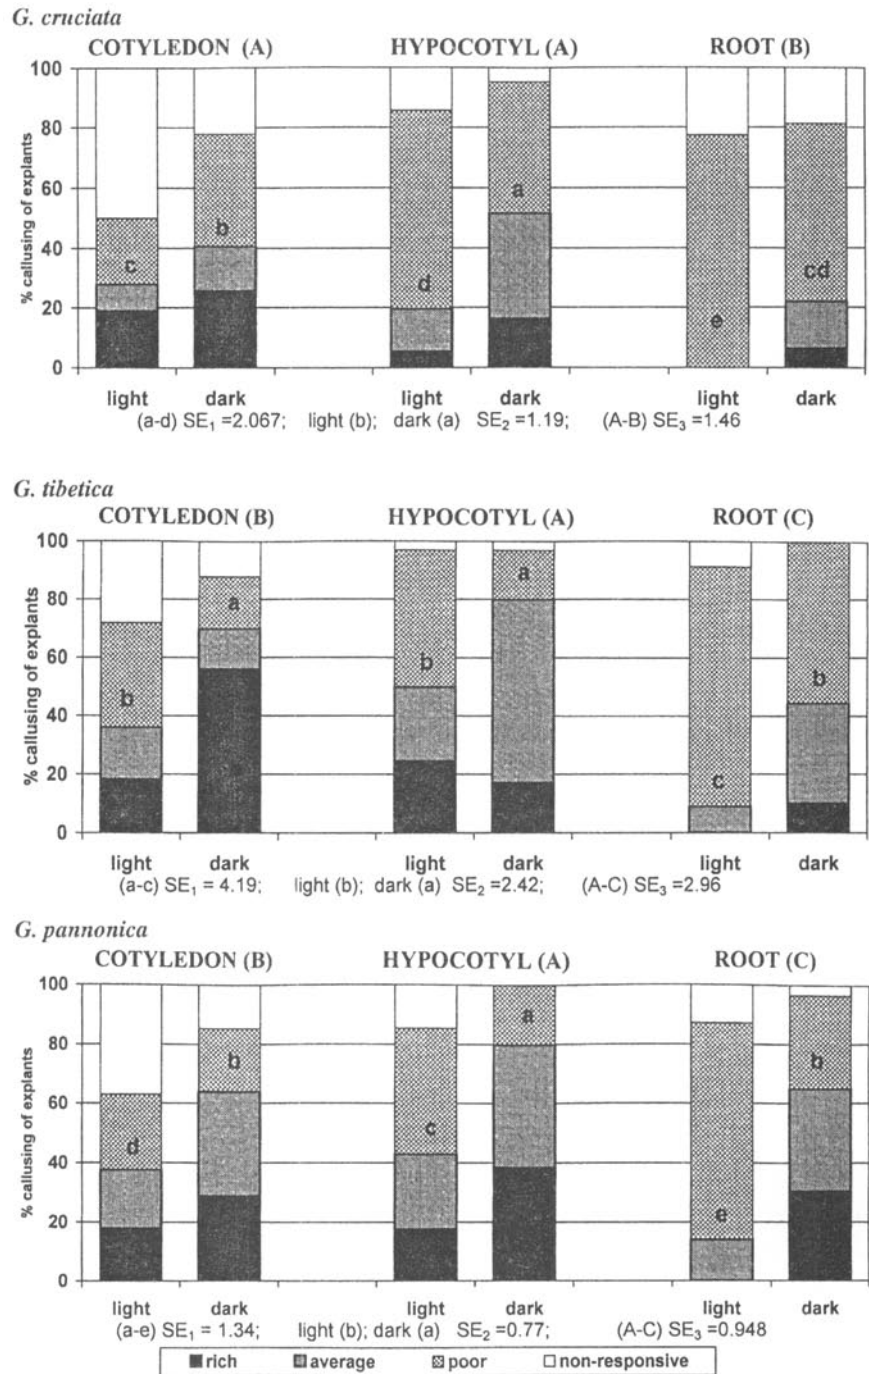 G. cruciata
COTYLEDON (A) HYPOCOTYL (A) ROOT (B)
% callusing of explants
100
80
60
40
20
0
c b d a e cd
light dark light dark light dark
(a-d) SE1 =2.067; light (b); dark (a) SE2 =1.19; (A-B) SE3 =1.46
G. tibetica
COTYLEDON (B) HYPOCOTYL (A) ROOT (C)
% callusing of explants
100
80
60
40
20
0
b a b a c b
light dark light dark light dark
(a-c) SE1 = 4.19; light (b); dark (a) SE2 =2.42; (A-C) SE3 =2.96
G. pannonica
COTYLEDON (B) HYPOCOTYL (A) ROOT (C)
% callusing of explants
100
80
60
40
20
0
d b c a e b
light dark light dark light dark
(a-e) SE1 = 1.34; light (b); dark (a) SE2 =0.77; (A-C) SE3 =0.948
rich average poor non-responsive